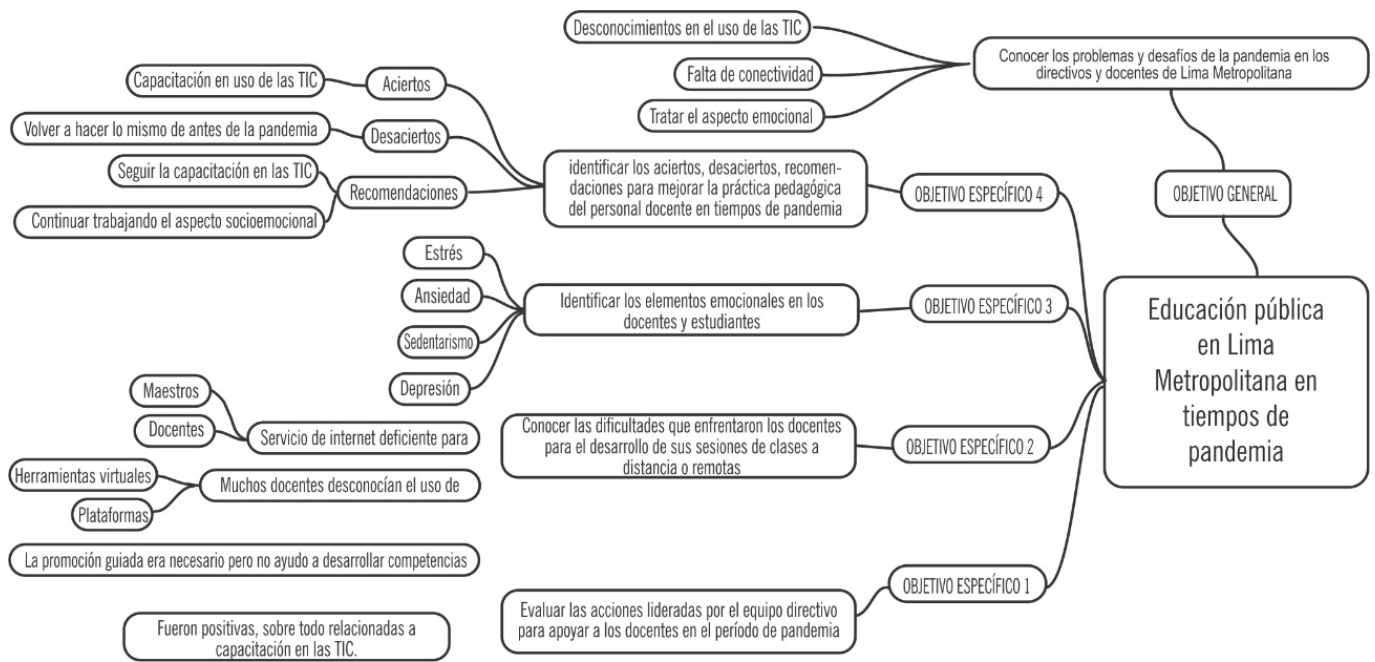 Desconocimientos en el uso de las TIC
Falta de conectividad
Tratar el aspecto emocional
Conocer los problemas y desafíos de la pandemia en los
directivos y docentes de Lima Metropolitana
OBJETIVO GENERAL
Educación pública
en Lima
Metropolitana en
tiempos de
pandemia
Capacitación en uso de las TIC
Aciertos
Volver a hacer lo mismo de antes de la pandemia
Desaciertos
Seguir la capacitación en las TIC
Recomendaciones
Continuar trabajando el aspecto socioemocional
identificar los aciertos, desaciertos, recomen-
daciones para mejorar la práctica pedagógica
del personal docente en tiempos de pandemia
OBJETIVO ESPECÍFICO 4
Estrés
Ansiedad
Sedentarismo
Depresión
Identificar los elementos emocionales en los
docentes y estudiantes
OBJETIVO ESPECÍFICO 3
Maestros
Docentes
Servicio de internet deficiente para
Herramientas virtuales
Plataformas
Muchos docentes desconocían el uso de
La promoción guiada era necesario pero no ayudo a desarrollar competencias
Conocer las dificultades que enfrentaron los docentes
para el desarrollo de sus sesiones de clases a
distancia o remotas
OBJETIVO ESPECÍFICO 2
Fueron positivas, sobre todo relacionadas a
capacitación en las TIC.
Evaluar las acciones lideradas por el equipo directivo
para apoyar a los docentes en el período de pandemia
OBJETIVO ESPECÍFICO 1